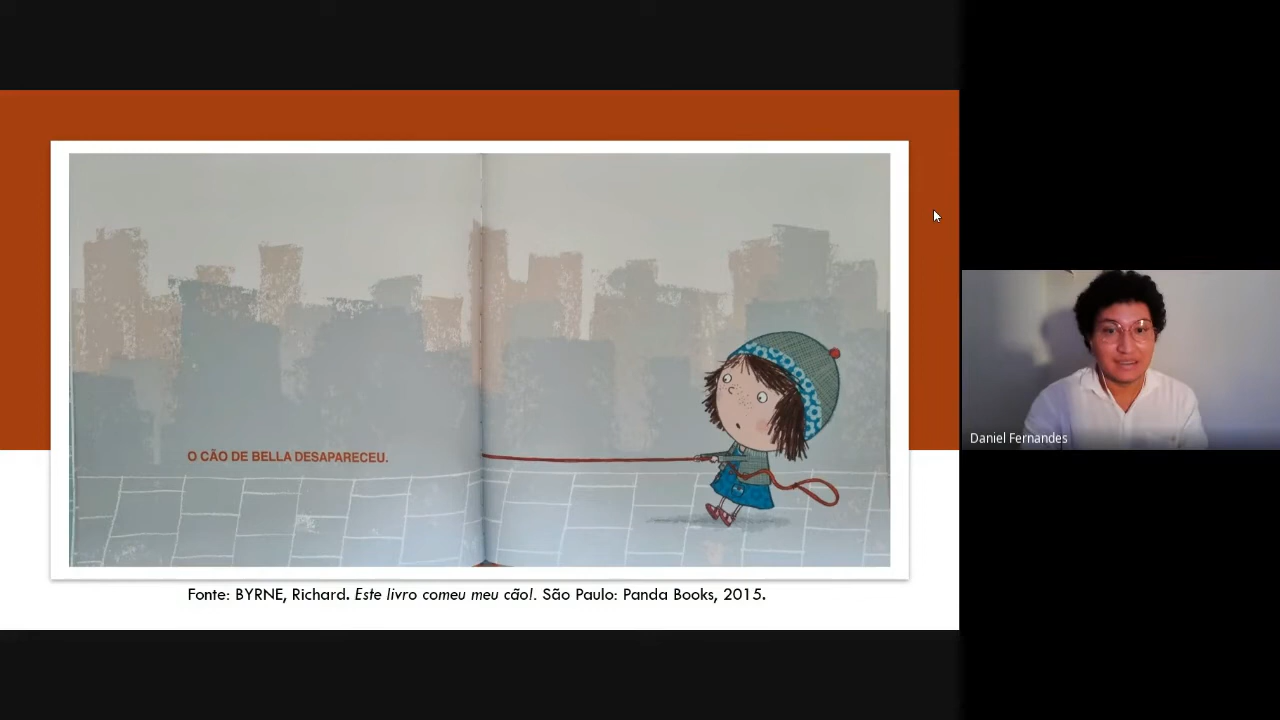 O CÃO DE BELLA DESAPARECEU.
Fonte: BYRNE, Richard. Este livro comeu meu cão!. São Paulo: Panda Books, 2015.
Daniel Fernandes